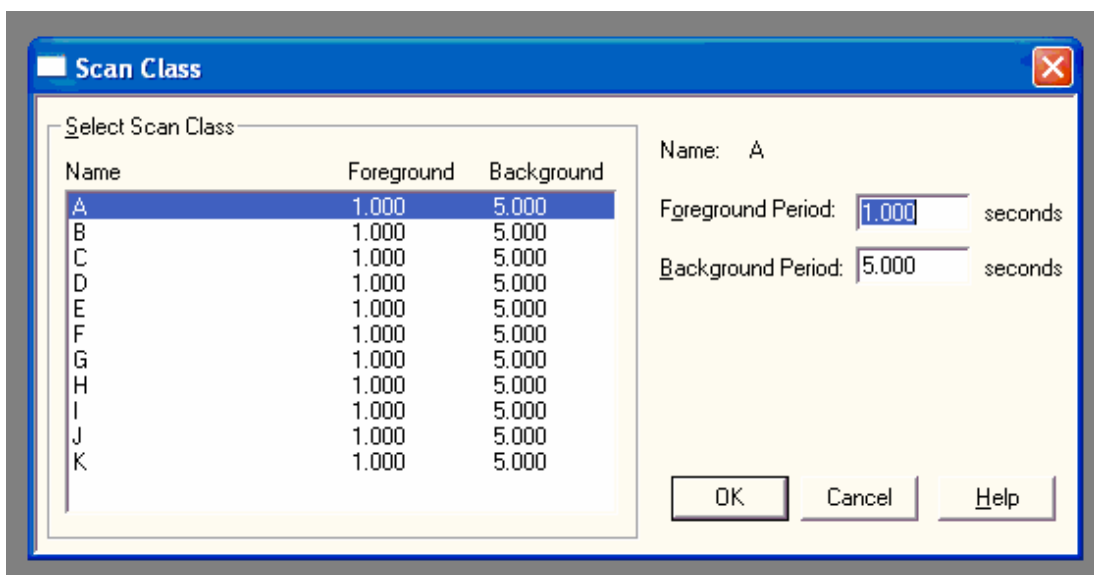 Scan Class
Select Scan Class
Name Foreground Background
A 1.000 5.000
B 1.000 5.000
C 1.000 5.000
D 1.000 5.000
E 1.000 5.000
F 1.000 5.000
G 1.000 5.000
H 1.000 5.000
I 1.000 5.000
J 1.000 5.000
K 1.000 5.000
Name: A
Foreground Period: 1.000 seconds
Background Period: 5.000 seconds
OK Cancel Help